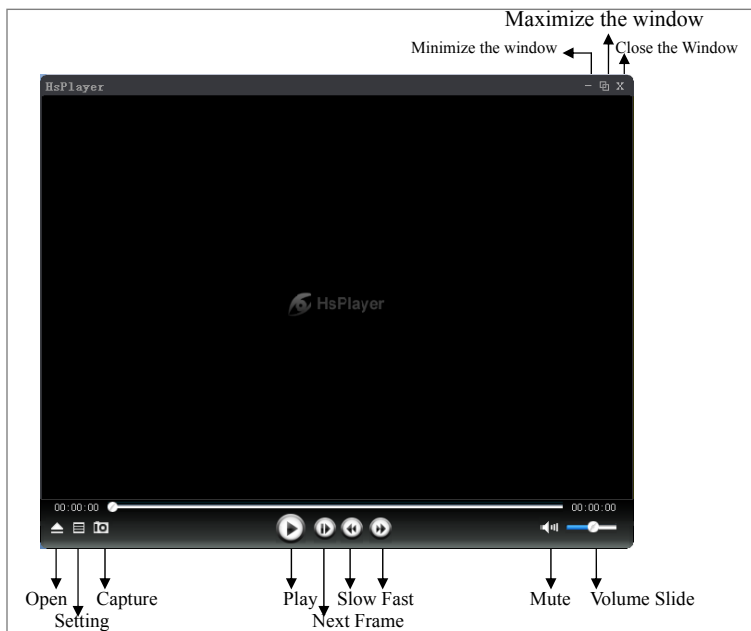 Maximize the window
Minimize the window
Close the Window
HsPlayer
HsPlayer
00:00:00
00:00:00
Open
Capture
Play
Slow
Fast
Mute
Volume Slide
Setting
Next Frame